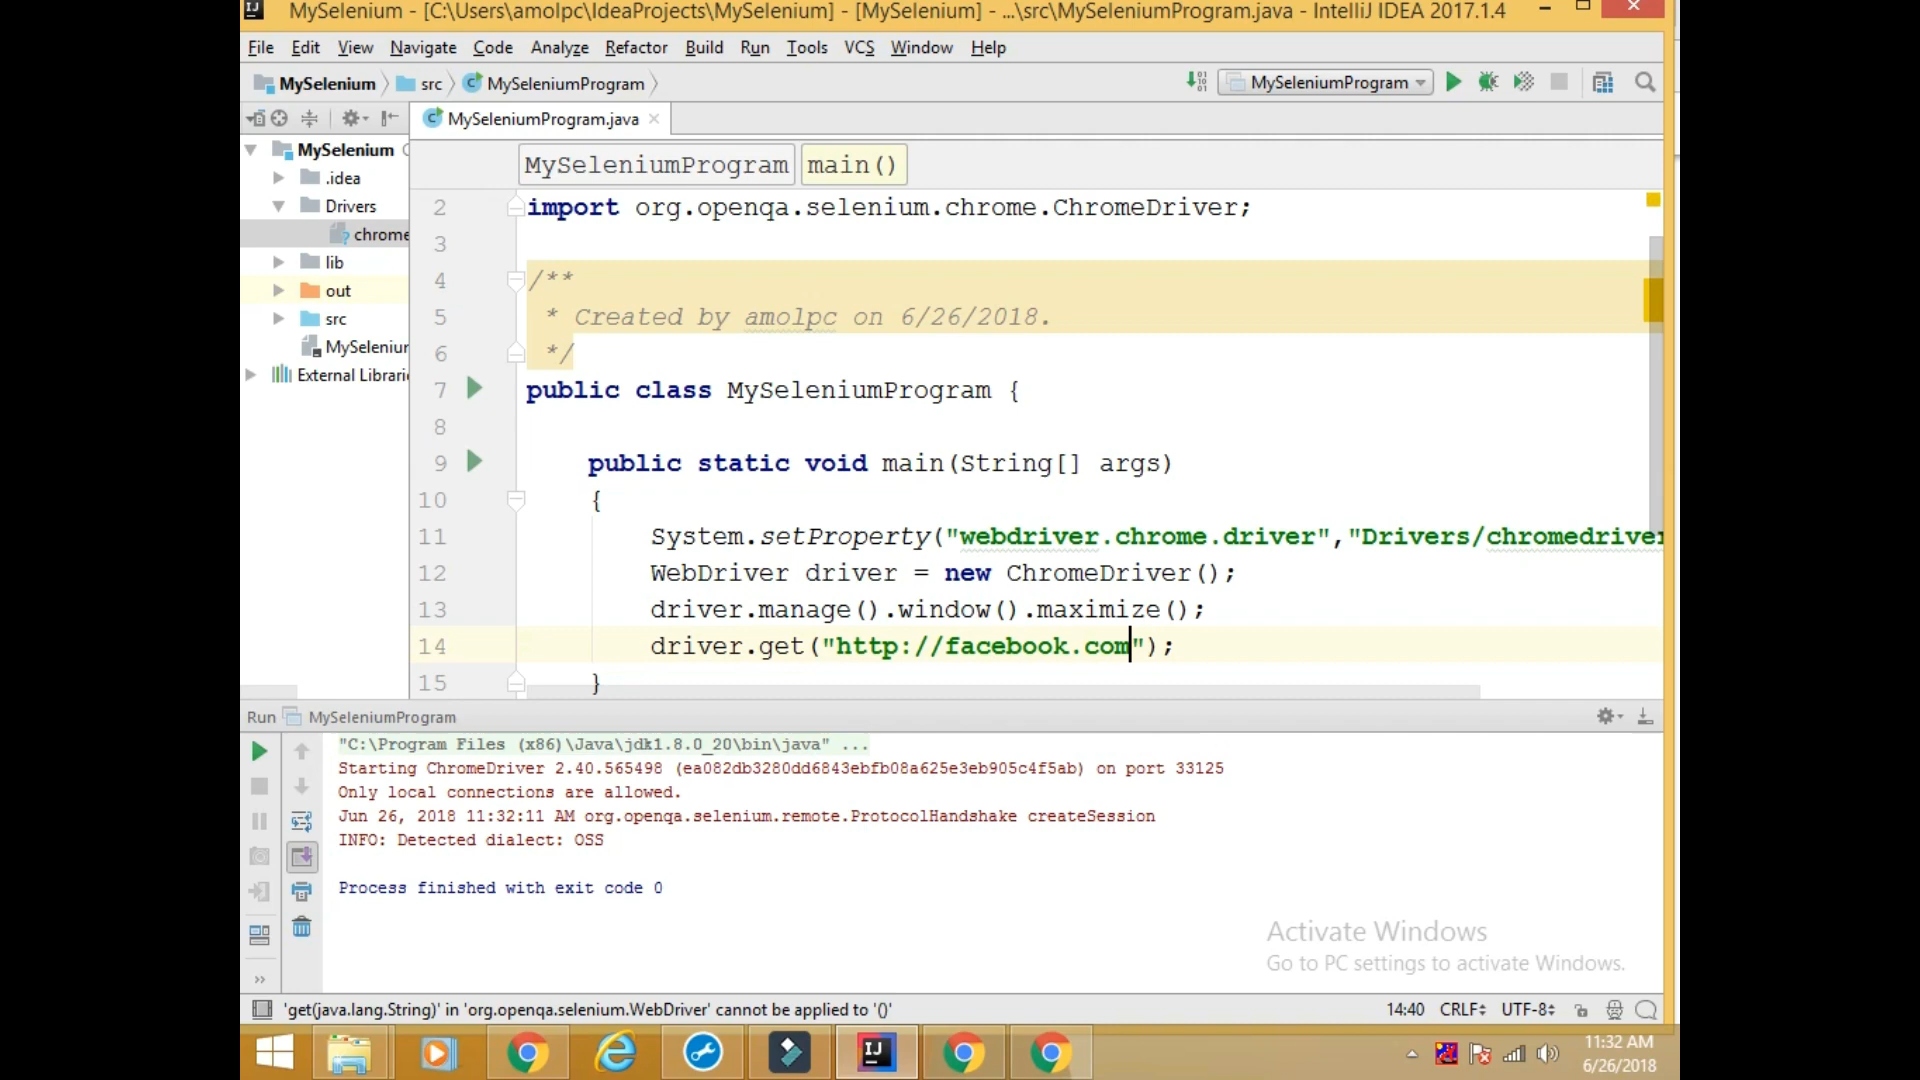 MySelenium - [C:\Users\amolpc\IdeaProjects\MySelenium] - [MySelenium] - ...\src\MySeleniumProgram.java - IntelliJ IDEA 2017.1.4
File Edit View Navigate Code Analyze Refactor Build Run Tools VCS Window Help
MySelenium src MySeleniumProgram MySeleniumProgram
MySeleniumProgram.java
MySelenium
.idea
Drivers
chrome
lib
out
src
MySeleniur
External Librari
MySeleniumProgram main()
2 import org.openqa.selenium.chrome.ChromeDriver;
3
4 /**
5 * Created by amolpc on 6/26/2018.
6 */
7 public class MySeleniumProgram {
8
9 public static void main(String[] args)
10 {
11 System.setProperty("webdriver.chrome.driver","Drivers/chromedriver
12 WebDriver driver = new ChromeDriver();
13 driver.manage().window().maximize();
14 driver.get("http://facebook.com");
15 }
Run MySeleniumProgram
"C:\Program Files (x86)\Java\jdk1.8.0_20\bin\java" ...
Starting ChromeDriver 2.40.565498 (ea082db3280dd6843ebfb08a625e3eb905c4f5ab) on port 33125
Only local connections are allowed.
Jun 26, 2018 11:32:11 AM org.openqa.selenium.remote.ProtocolHandshake createSession
INFO: Detected dialect: OSS
Process finished with exit code 0
Activate Windows
Go to PC settings to activate Windows.
'get(java.lang.String)' in 'org.openqa.selenium.WebDriver' cannot be applied to '()'
14:40 CRLF UTF-8
11:32 AM
6/26/2018